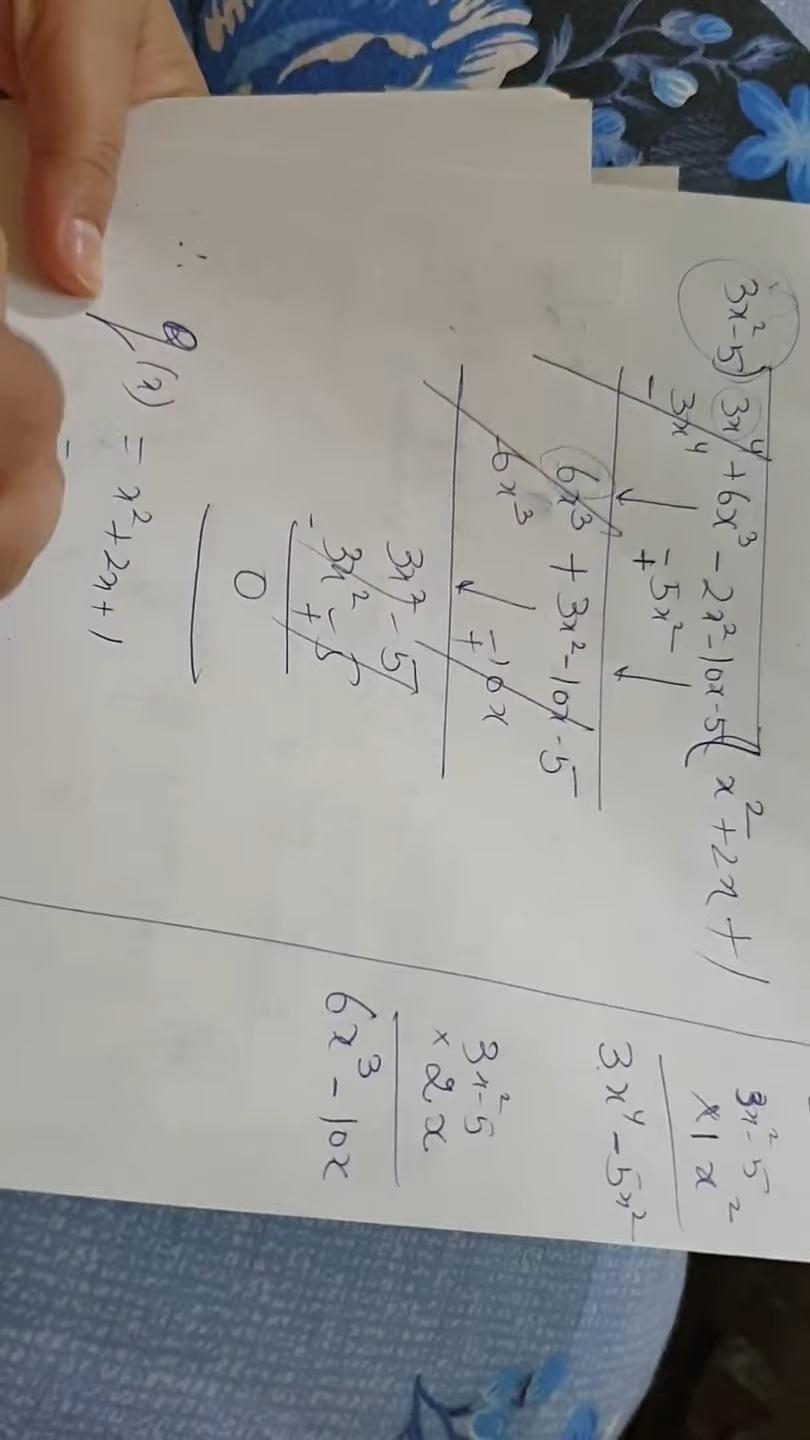 3x²-5) 3x⁴+6x³-2x²-10x-5 (x²+2x+1
3x⁴ -5x²
- +
6x³+3x²-10x-5
6x³ -10x
- +
3x²-5
3x²-5
- +
0
∴ q(x) = x²+2x+1
3x²-5
×1x²
3x⁴-5x²
3x²-5
×2x
6x³-10x